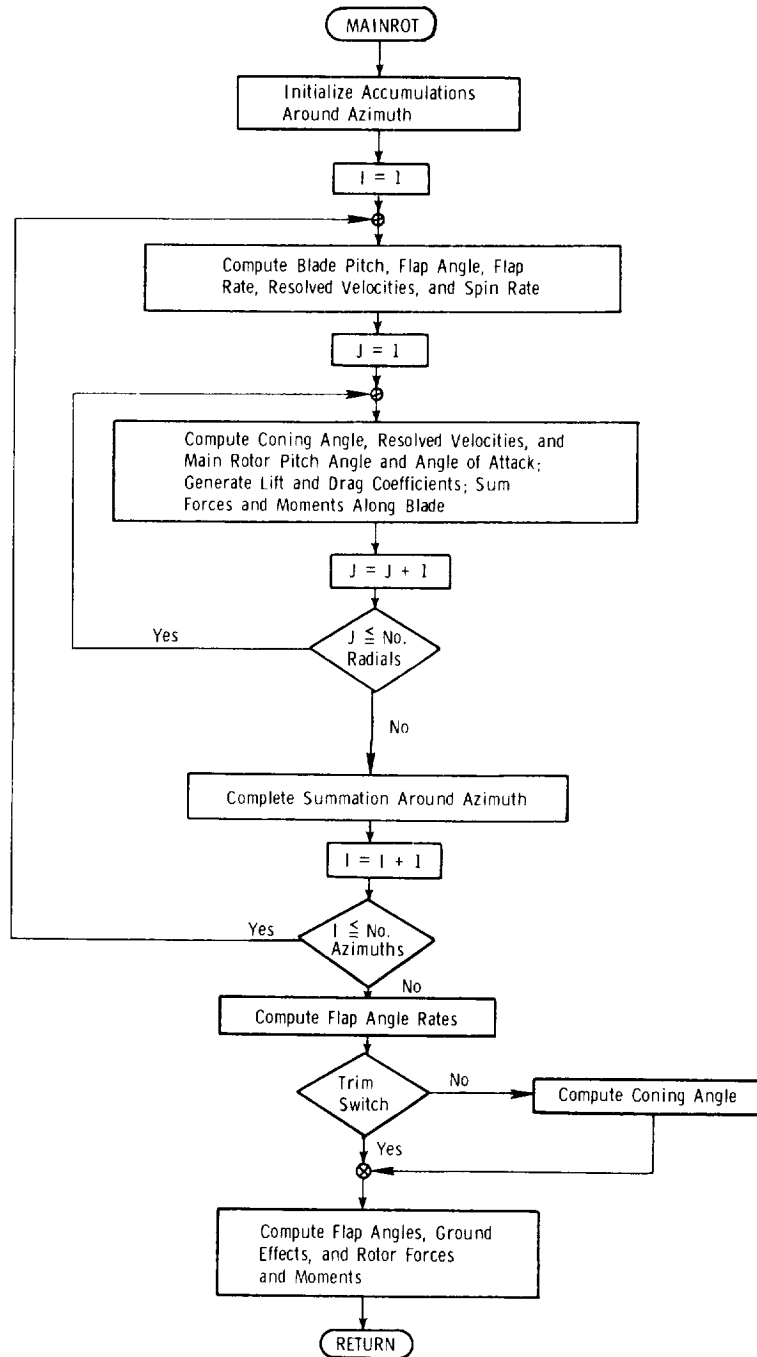 MAINROT
Initialize Accumulations
Around Azimuth
I = 1
Compute Blade Pitch, Flap Angle, Flap
Rate, Resolved Velocities, and Spin Rate
J = 1
Compute Coning Angle, Resolved Velocities, and
Main Rotor Pitch Angle and Angle of Attack;
Generate Lift and Drag Coefficients; Sum
Forces and Moments Along Blade
J = J + 1
Yes
J ≦ No.
Radials
No
Complete Summation Around Azimuth
I = I + 1
Yes
I ≦ No.
Azimuths
No
Compute Flap Angle Rates
Trim
Switch
No
Compute Coning Angle
Yes
Compute Flap Angles, Ground
Effects, and Rotor Forces
and Moments
RETURN